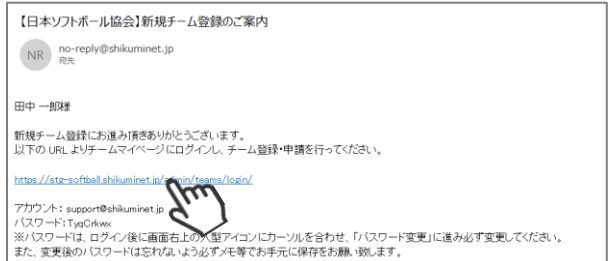 【日本ソフトボール協会】新規チーム登録のご案内
NR
no-reply@shikuminet.jp
宛先
田中 一郎様
新規チーム登録にお進み頂きありがとうございます。
以下の URL よりチームマイページにログインし、チーム登録・申請を行ってください。
https://stg-softball.shikuminet.jp/admin/teams/login/
アカウント: support@shikuminet.jp
パスワード:TyqCrkwx
※パスワードは、ログイン後に画面右上の人型アイコンにカーソルを合わせ、「パスワード変更」に進み必ず変更してください。
また、変更後のパスワードは忘れないよう必ずメモ等でお手元に保存をお願い致します。